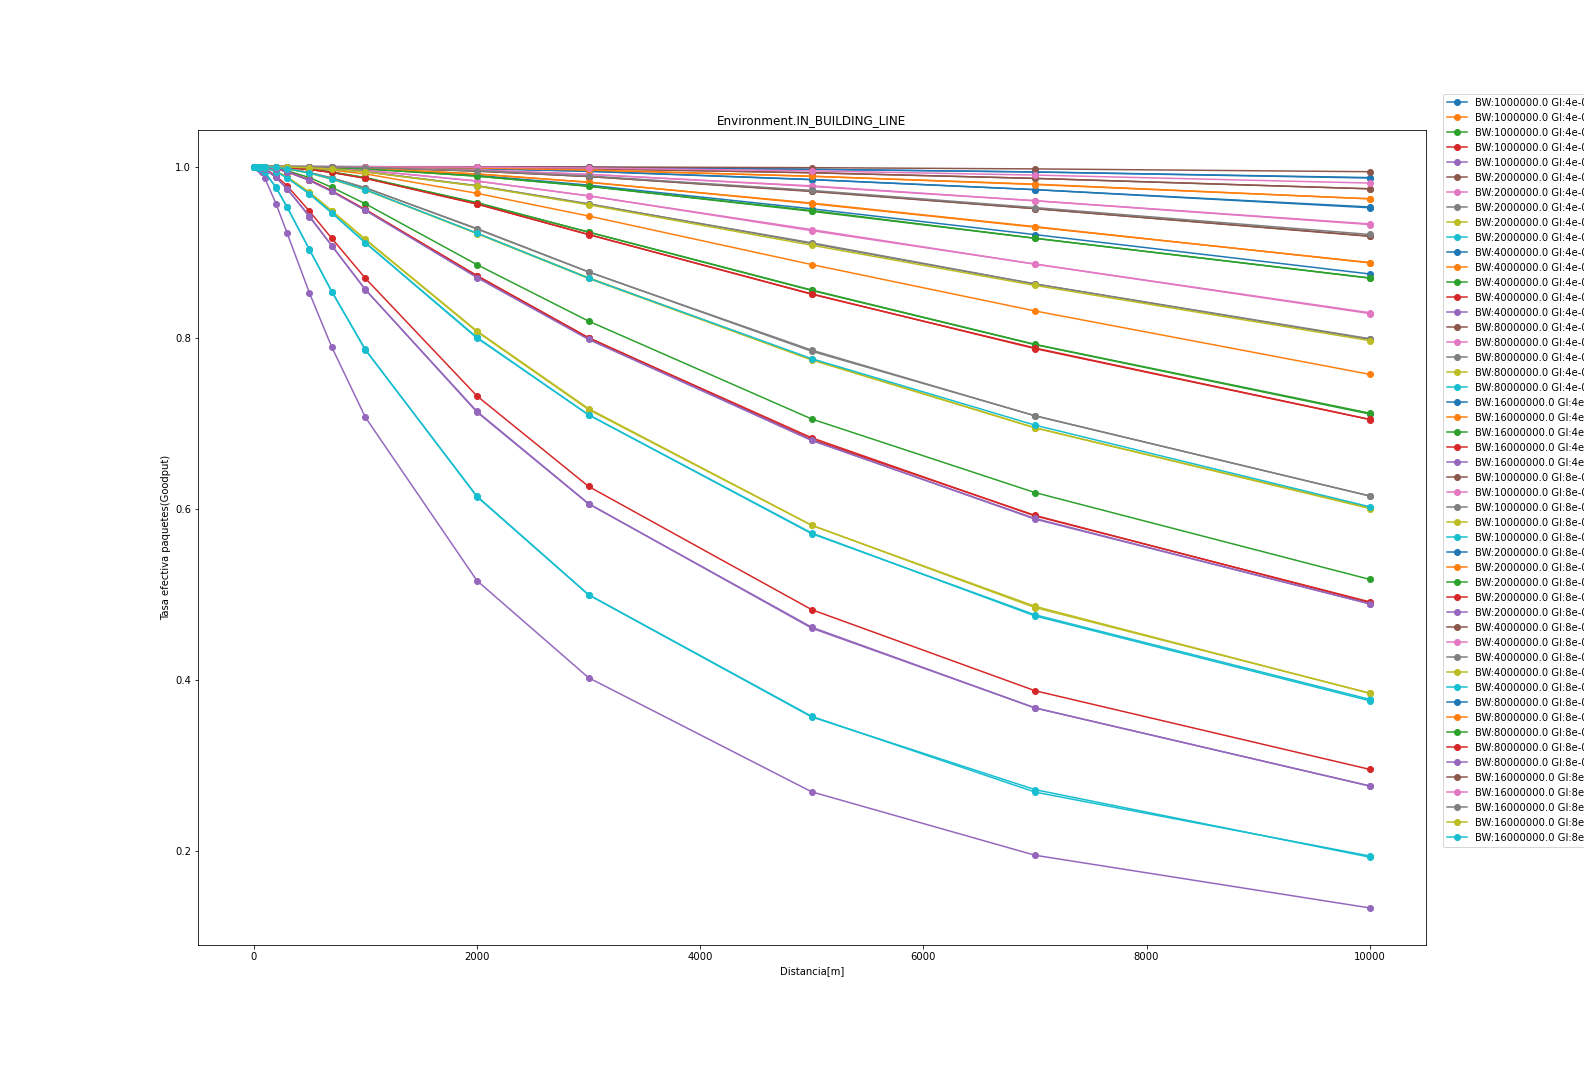 Environment.IN_BUILDING_LINE
1.0
0.8
0.6
0.4
0.2
Tasa efectiva paquetes(Goodput)
0
2000
4000
6000
8000
10000
Distancia[m]
BW:1000000.0 GI:4e-0
BW:1000000.0 GI:4e-0
BW:1000000.0 GI:4e-0
BW:1000000.0 GI:4e-0
BW:1000000.0 GI:4e-0
BW:2000000.0 GI:4e-0
BW:2000000.0 GI:4e-0
BW:2000000.0 GI:4e-0
BW:2000000.0 GI:4e-0
BW:2000000.0 GI:4e-0
BW:4000000.0 GI:4e-0
BW:4000000.0 GI:4e-0
BW:4000000.0 GI:4e-0
BW:4000000.0 GI:4e-0
BW:4000000.0 GI:4e-0
BW:8000000.0 GI:4e-0
BW:8000000.0 GI:4e-0
BW:8000000.0 GI:4e-0
BW:8000000.0 GI:4e-0
BW:8000000.0 GI:4e-0
BW:16000000.0 GI:4e
BW:16000000.0 GI:4e
BW:16000000.0 GI:4e
BW:16000000.0 GI:4e
BW:16000000.0 GI:4e
BW:1000000.0 GI:8e-0
BW:1000000.0 GI:8e-0
BW:1000000.0 GI:8e-0
BW:1000000.0 GI:8e-0
BW:1000000.0 GI:8e-0
BW:2000000.0 GI:8e-0
BW:2000000.0 GI:8e-0
BW:2000000.0 GI:8e-0
BW:2000000.0 GI:8e-0
BW:2000000.0 GI:8e-0
BW:4000000.0 GI:8e-0
BW:4000000.0 GI:8e-0
BW:4000000.0 GI:8e-0
BW:4000000.0 GI:8e-0
BW:4000000.0 GI:8e-0
BW:8000000.0 GI:8e-0
BW:8000000.0 GI:8e-0
BW:8000000.0 GI:8e-0
BW:8000000.0 GI:8e-0
BW:8000000.0 GI:8e-0
BW:16000000.0 GI:8e
BW:16000000.0 GI:8e
BW:16000000.0 GI:8e
BW:16000000.0 GI:8e
BW:16000000.0 GI:8e